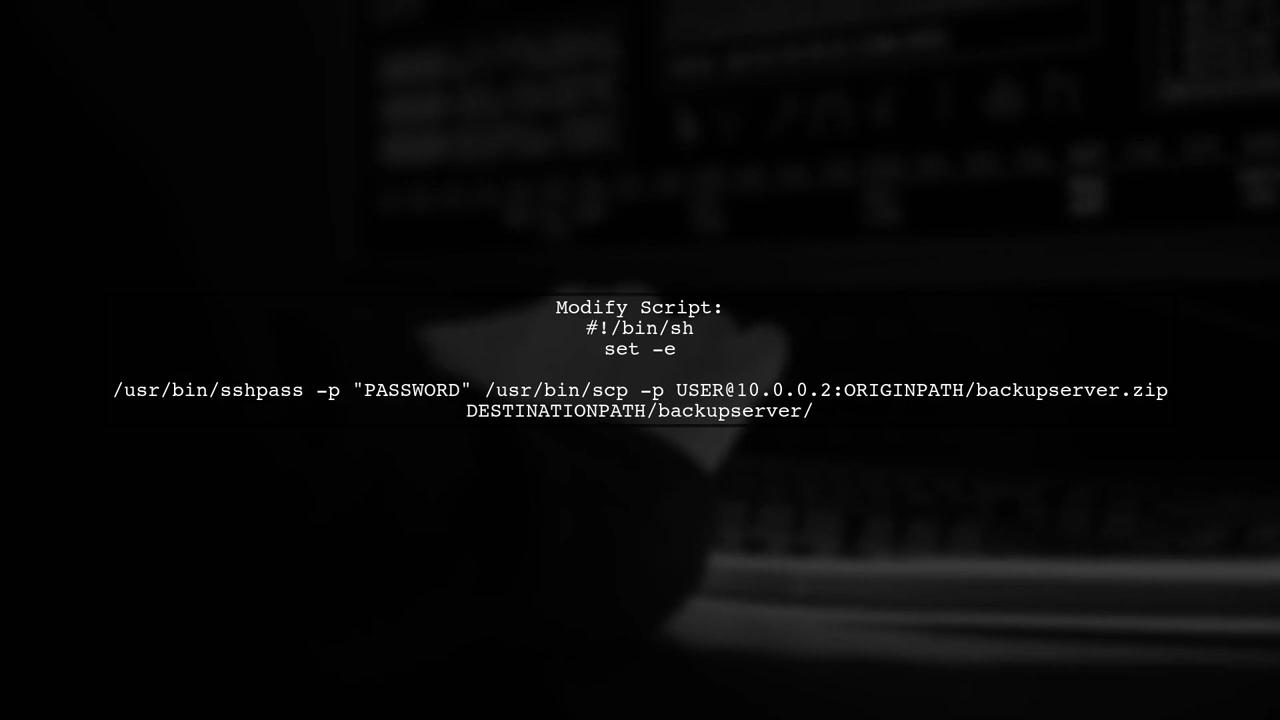 Modify Script:
#!/bin/sh
set -e
/usr/bin/sshpass -p "PASSWORD" /usr/bin/scp -p USER@10.0.0.2:ORIGINPATH/backupserver.zip
DESTINATIONPATH/backupserver/